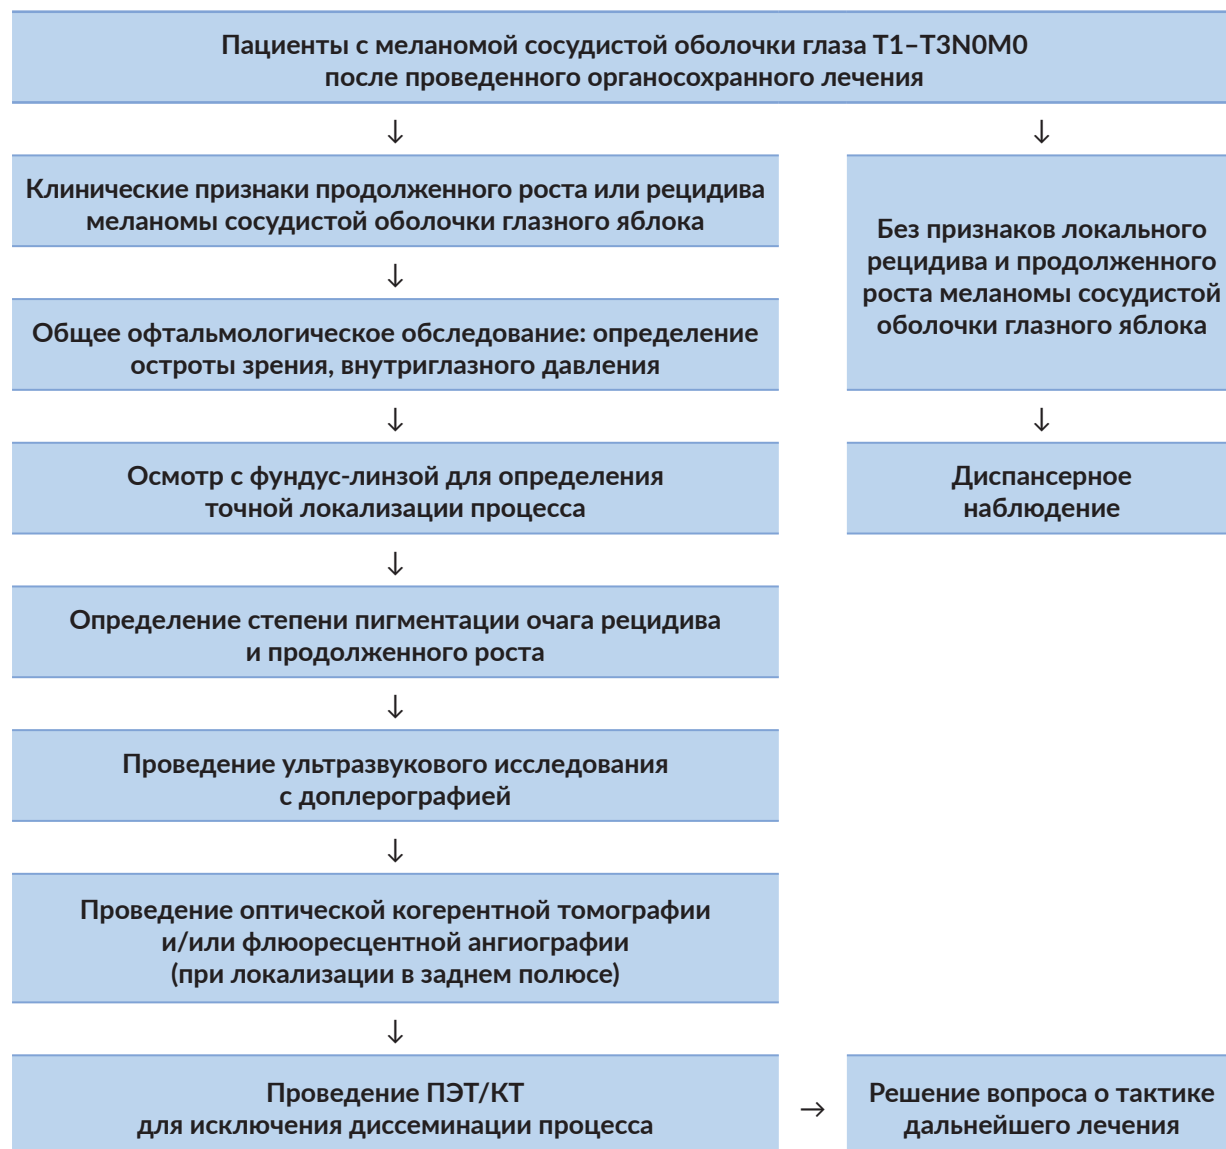 Пациенты с меланомой сосудистой оболочки глаза T1–T3N0M0
после проведенного органосохранного лечения
↓
↓
Клинические признаки продолженного роста или рецидива
меланомы сосудистой оболочки глазного яблока
Без признаков локального
рецидива и продолженного
роста меланомы сосудистой
оболочки глазного яблока
↓
Общее офтальмологическое обследование: определение
остроты зрения, внутриглазного давления
↓
↓
Осмотр с фундус-линзой для определения
точной локализации процесса
Диспансерное
наблюдение
↓
Определение степени пигментации очага рецидива
и продолженного роста
↓
Проведение ультразвукового исследования
с доплерографией
↓
Проведение оптической когерентной томографии
и/или флюоресцентной ангиографии
(при локализации в заднем полюсе)
↓
Проведение ПЭТ/КТ
для исключения диссеминации процесса
→
Решение вопроса о тактике
дальнейшего лечения